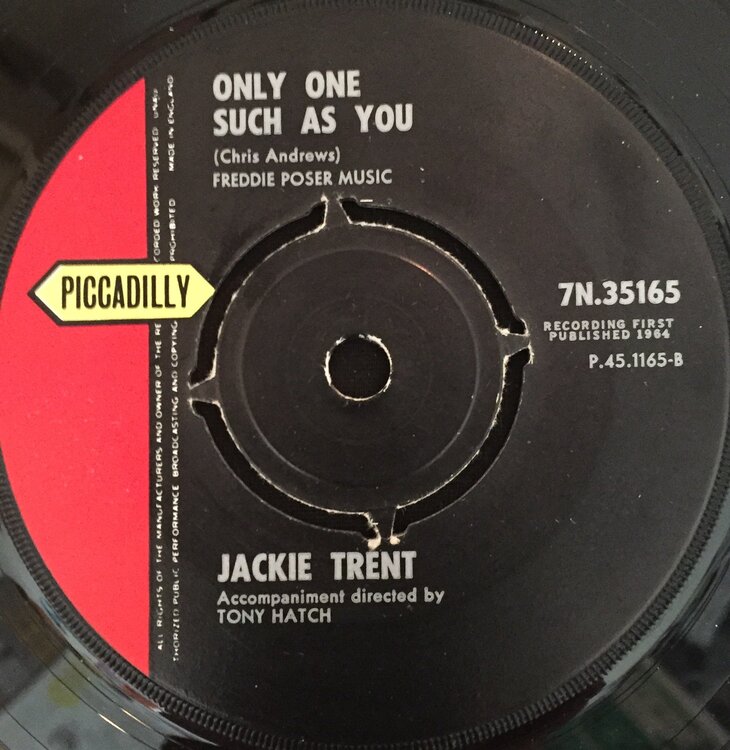 ONLY ONE
SUCH AS YOU
(Chris Andrews)
FREDDIE POSER MUSIC
PICCADILLY
7N.35165
RECORDING FIRST
PUBLISHED 1964
P.45.1165-B
JACKIE TRENT
Accompaniment directed by
TONY HATCH
ALL RIGHTS OF THE MANUFACTURERS AND OWNER OF THE RE CORDED WORK RESERVED
THORIZED PUBLIC PERFORMANCE BROADCASTING AND COPYING PROHIBITED MADE IN ENGLAND